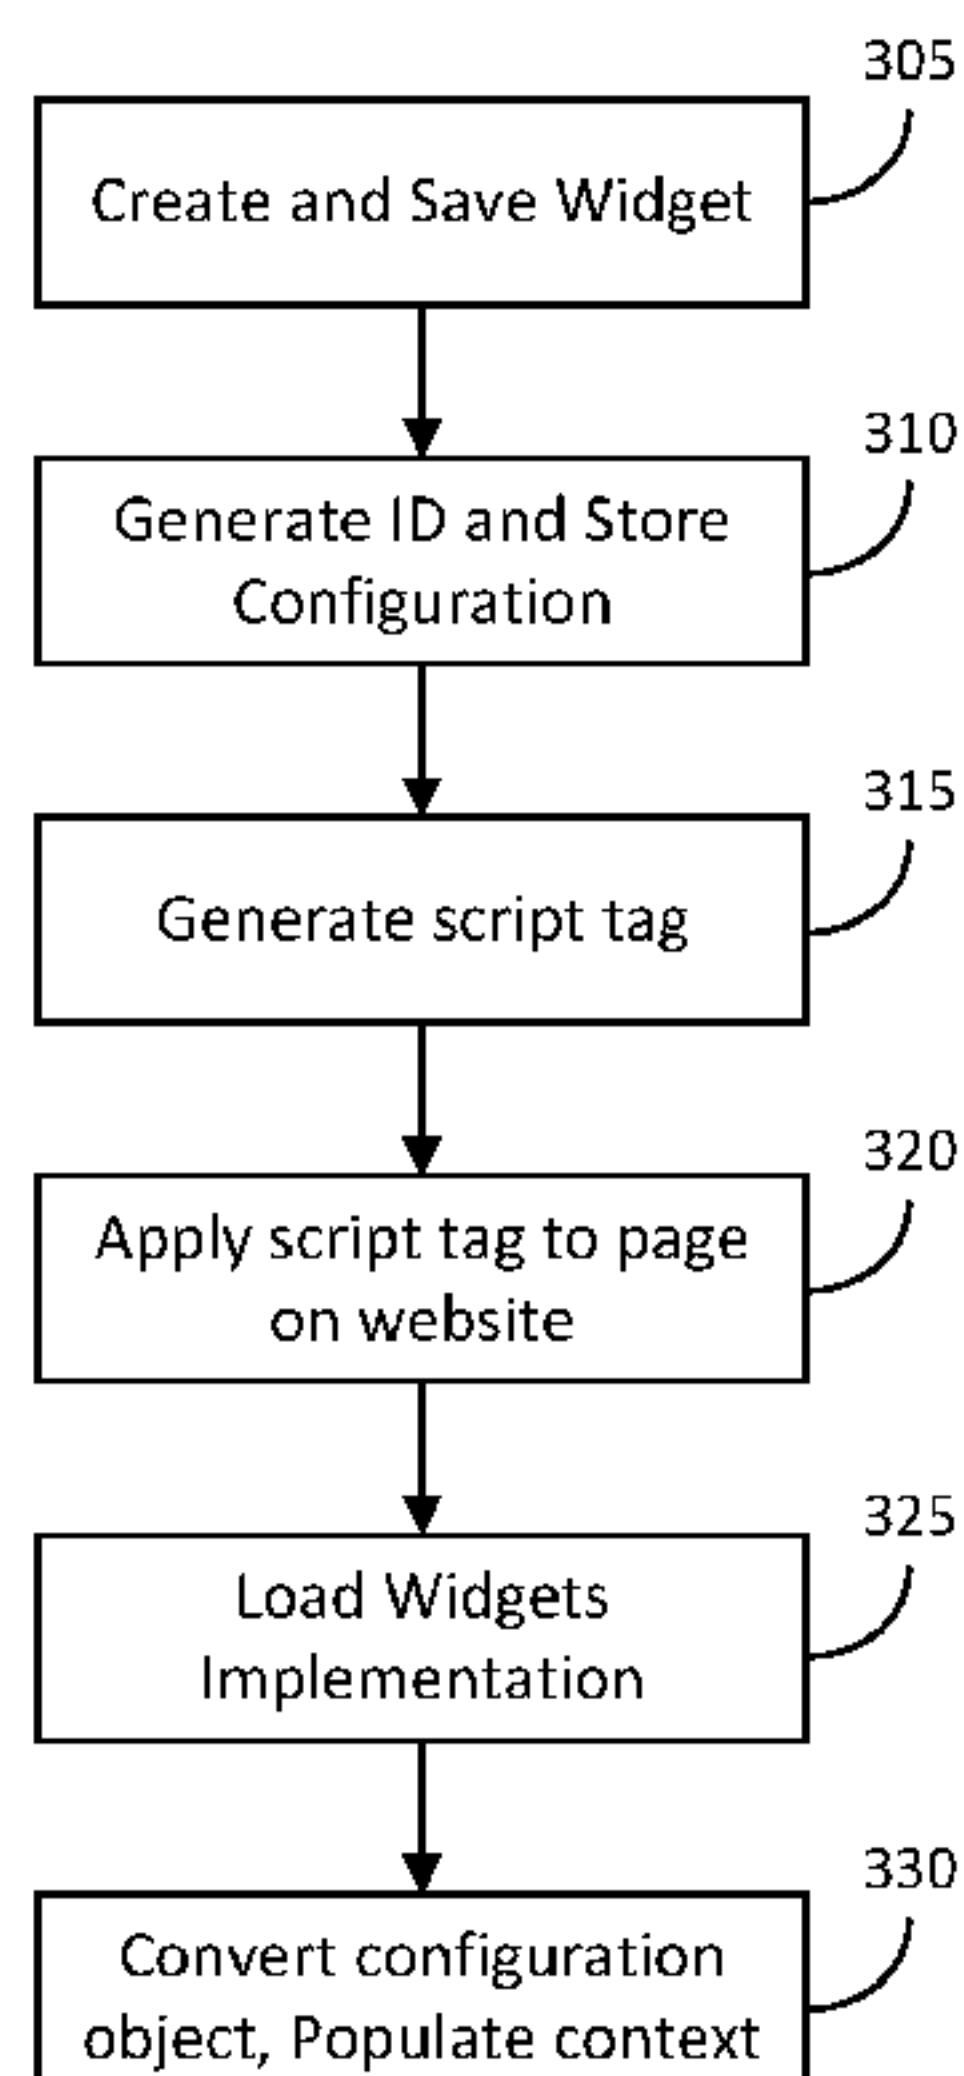 305
Create and Save Widget
310
Generate ID and Store
Configuration
315
Generate script tag
320
Apply script tag to page
on website
325
Load Widgets
Implementation
330
Convert configuration
object, Populate context